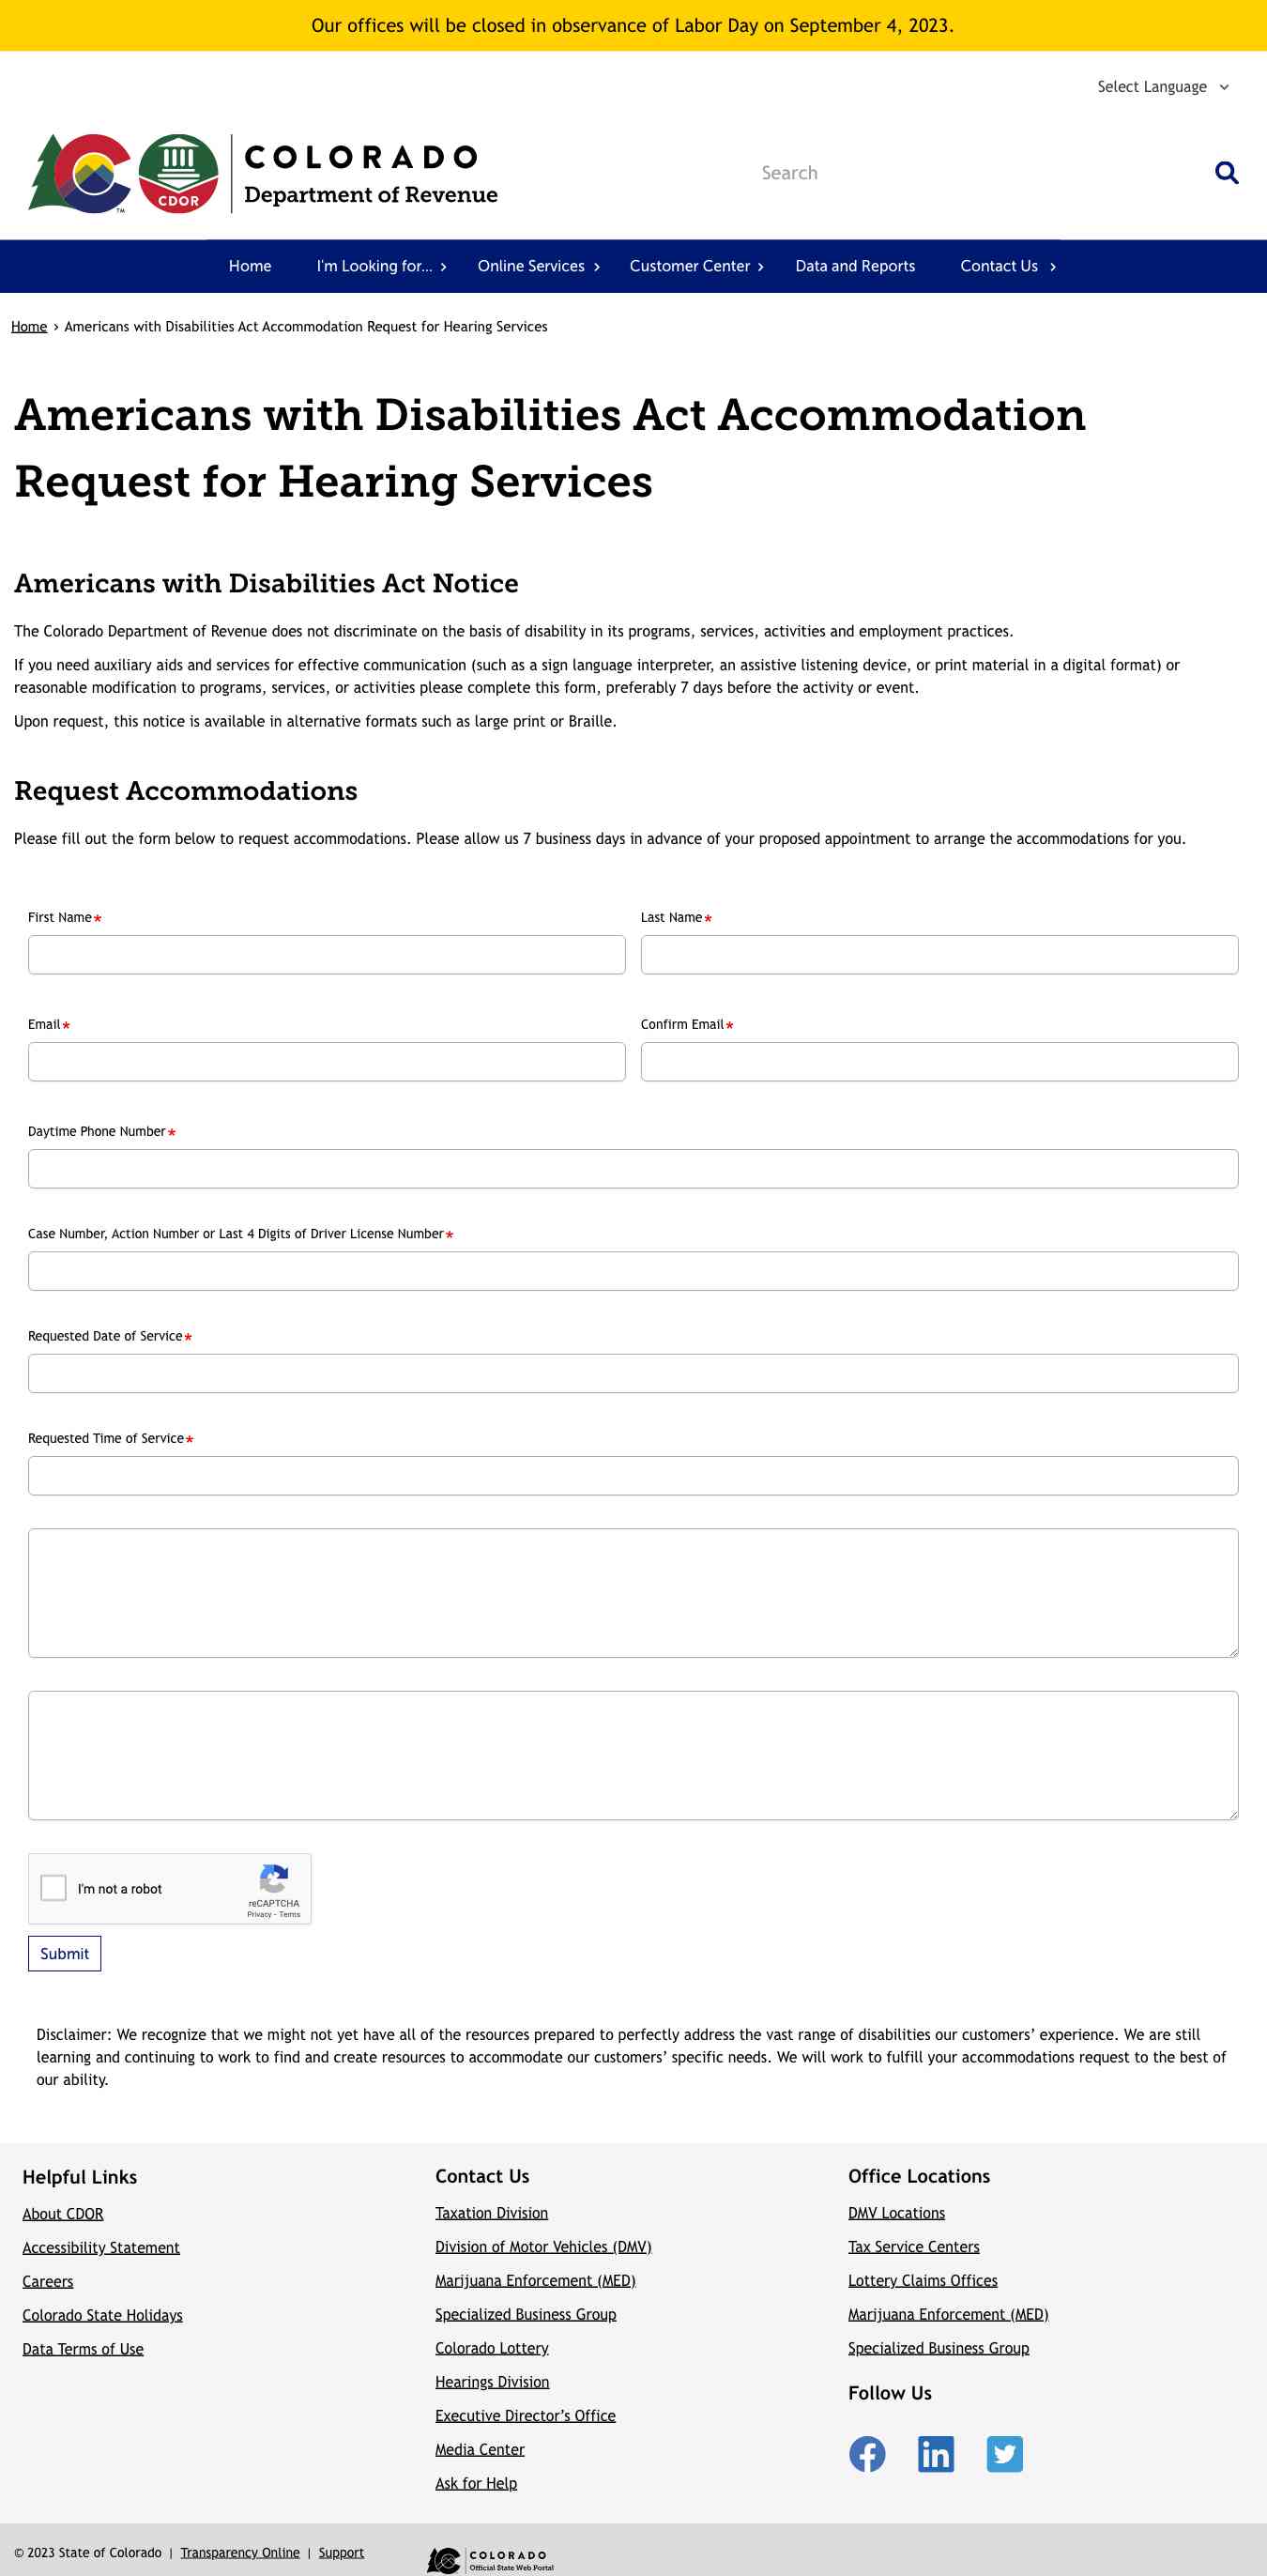 Our offices will be closed in observance of Labor Day on September 4, 2023.
Select Language
CDOR
TM
COLORADO
Department of Revenue
Search
Home
I'm Looking for...
Online Services
Customer Center
Data and Reports
Contact Us
Home › Americans with Disabilities Act Accommodation Request for Hearing Services
Americans with Disabilities Act Accommodation
Request for Hearing Services
Americans with Disabilities Act Notice
The Colorado Department of Revenue does not discriminate on the basis of disability in its programs, services, activities and employment practices.
If you need auxiliary aids and services for effective communication (such as a sign language interpreter, an assistive listening device, or print material in a digital format) or
reasonable modification to programs, services, or activities please complete this form, preferably 7 days before the activity or event.
Upon request, this notice is available in alternative formats such as large print or Braille.
Request Accommodations
Please fill out the form below to request accommodations. Please allow us 7 business days in advance of your proposed appointment to arrange the accommodations for you.
First Name*
Last Name*
Email*
Confirm Email*
Daytime Phone Number*
Case Number, Action Number or Last 4 Digits of Driver License Number*
Requested Date of Service*
Requested Time of Service*
I'm not a robot
reCAPTCHA
Privacy - Terms
Submit
Disclaimer: We recognize that we might not yet have all of the resources prepared to perfectly address the vast range of disabilities our customers’ experience. We are still
learning and continuing to work to find and create resources to accommodate our customers’ specific needs. We will work to fulfill your accommodations request to the best of
our ability.
Helpful Links
About CDOR
Accessibility Statement
Careers
Colorado State Holidays
Data Terms of Use
Contact Us
Taxation Division
Division of Motor Vehicles (DMV)
Marijuana Enforcement (MED)
Specialized Business Group
Colorado Lottery
Hearings Division
Executive Director’s Office
Media Center
Ask for Help
Office Locations
DMV Locations
Tax Service Centers
Lottery Claims Offices
Marijuana Enforcement (MED)
Specialized Business Group
Follow Us
© 2023 State of Colorado | Transparency Online | Support
COLORADO
Official State Web Portal